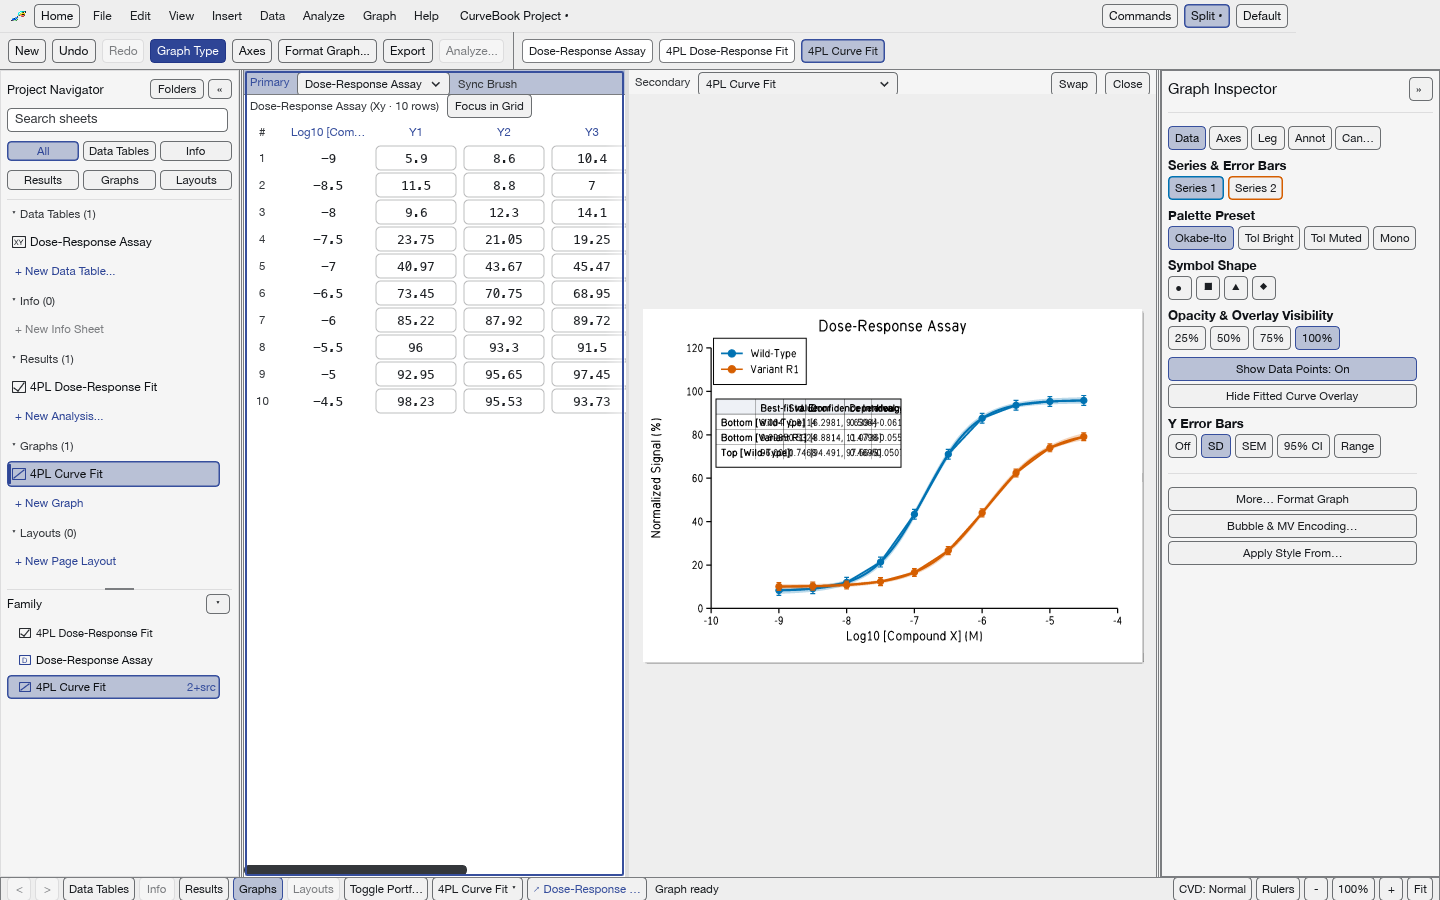 Home File Edit View Insert Data Analyze Graph Help CurveBook Project • Commands Split • Default
New Undo Redo Graph Type Axes Format Graph... Export Analyze... Dose-Response Assay 4PL Dose-Response Fit 4PL Curve Fit
Project Navigator Folders «
Search sheets
All Data Tables Info
Results Graphs Layouts
Data Tables (1)
XY Dose-Response Assay
+ New Data Table...
Info (0)
+ New Info Sheet
Results (1)
4PL Dose-Response Fit
+ New Analysis...
Graphs (1)
4PL Curve Fit
+ New Graph
Layouts (0)
+ New Page Layout
Family
4PL Dose-Response Fit
D Dose-Response Assay
4PL Curve Fit 2+src
Primary Dose-Response Assay Sync Brush
Dose-Response Assay (Xy · 10 rows) Focus in Grid
# Log10 [Com... Y1 Y2 Y3
1 −9 5.9 8.6 10.4
2 −8.5 11.5 8.8 7
3 −8 9.6 12.3 14.1
4 −7.5 23.75 21.05 19.25
5 −7 40.97 43.67 45.47
6 −6.5 73.45 70.75 68.95
7 −6 85.22 87.92 89.72
8 −5.5 96 93.3 91.5
9 −5 92.95 95.65 97.45
10 −4.5 98.23 95.53 93.73
Secondary 4PL Curve Fit Swap Close
Dose-Response Assay
Wild-Type
Variant R1
Normalized Signal (%)
120
100
80
60
40
20
0
Bottom [Wild-Type]
Bottom [Variant R1]
Top [Wild-Type]
-10 -9 -8 -7 -6 -5 -4
Log10 [Compound X] (M)
Graph Inspector »
Data Axes Leg Annot Can...
Series & Error Bars
Series 1 Series 2
Palette Preset
Okabe-Ito Tol Bright Tol Muted Mono
Symbol Shape
Opacity & Overlay Visibility
25% 50% 75% 100%
Show Data Points: On
Hide Fitted Curve Overlay
Y Error Bars
Off SD SEM 95% CI Range
More... Format Graph
Bubble & MV Encoding...
Apply Style From...
< > Data Tables Info Results Graphs Layouts Toggle Portf... 4PL Curve Fit Dose-Response ... Graph ready CVD: Normal Rulers - 100% + Fit